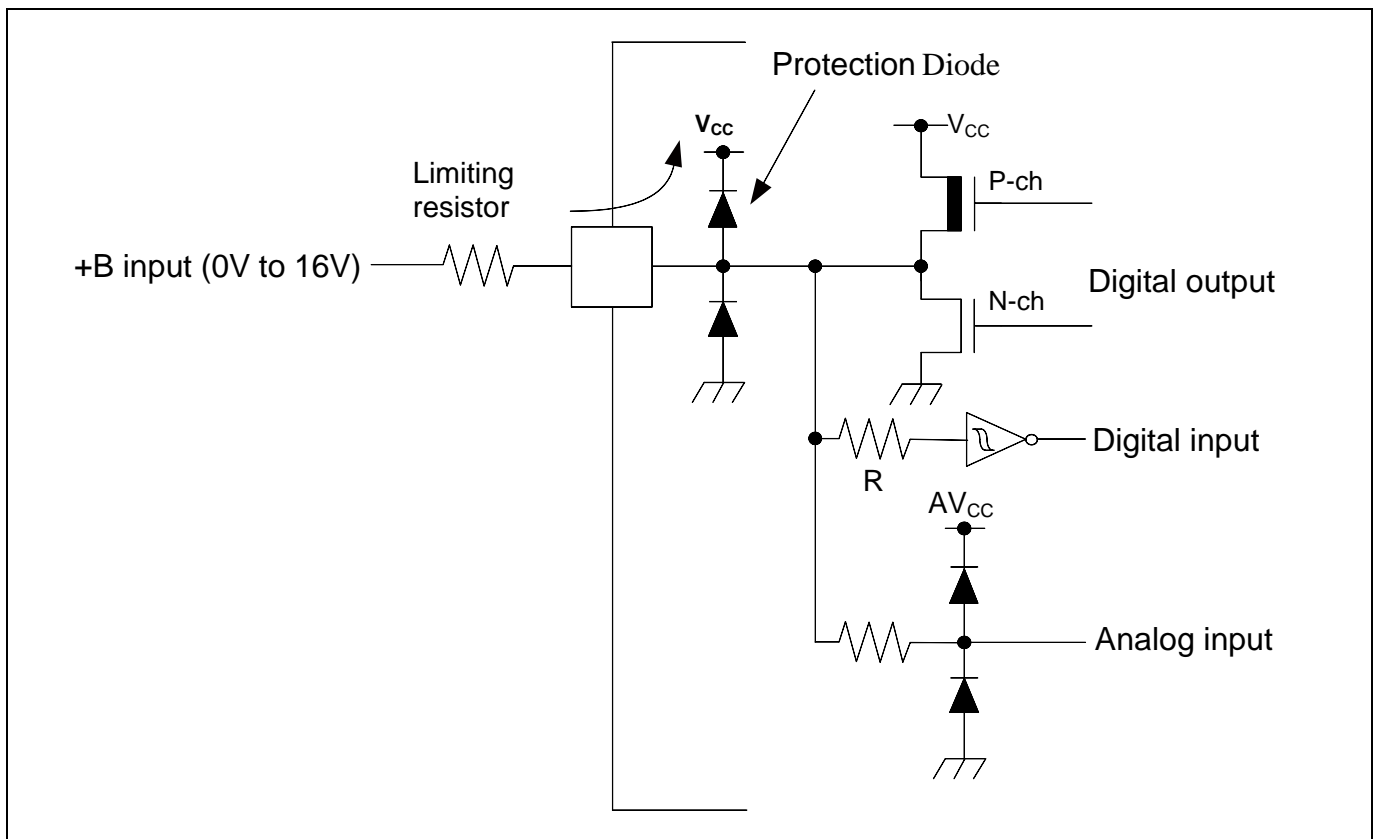 Protection Diode
VCC
VCC
Limiting
resistor
P-ch
+B input (0V to 16V)
Digital output
N-ch
Digital input
R
AVCC
Analog input